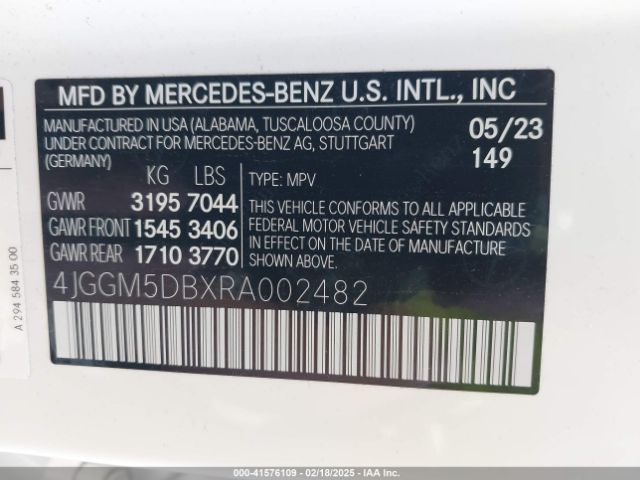 MFD BY MERCEDES-BENZ U.S. INTL., INC
MANUFACTURED IN USA (ALABAMA, TUSCALOOSA COUNTY)
UNDER CONTRACT FOR MERCEDES-BENZ AG, STUTTGART
(GERMANY)
05/23
149
KG LBS
GVWR 3195 7044
GAWR FRONT 1545 3406
GAWR REAR 1710 3770
TYPE: MPV
THIS VEHICLE CONFORMS TO ALL APPLICABLE
FEDERAL MOTOR VEHICLE SAFETY STANDARDS
IN EFFECT ON THE DATE OF MANUFACTURE
SHOWN ABOVE.
4JGGM5DBXRA002482
A 294 584 35 00
IAA - 41576109 - 02/18/2025 - IAAI.COM